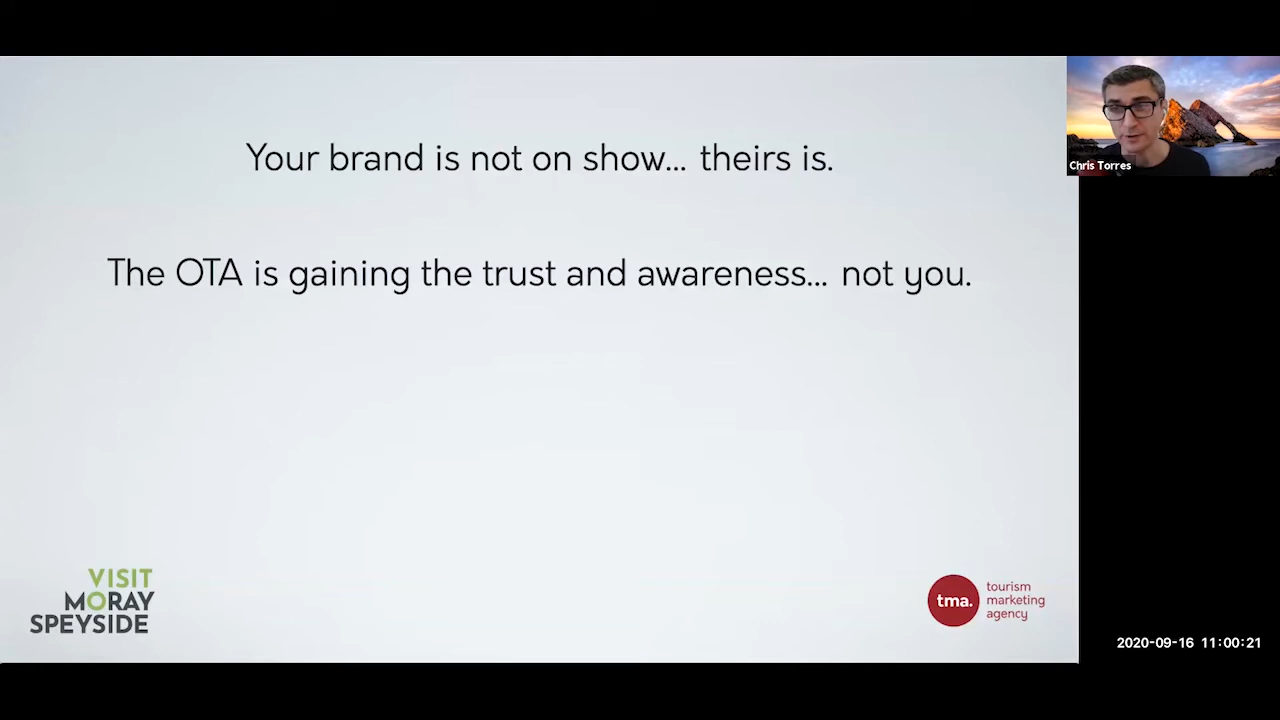 Your brand is not on show... theirs is.
The OTA is gaining the trust and awareness... not you.
Chris Torres
VISIT
MORAY
SPEYSIDE
tma.
tourism
marketing
agency
2020-09-16 11:00:21